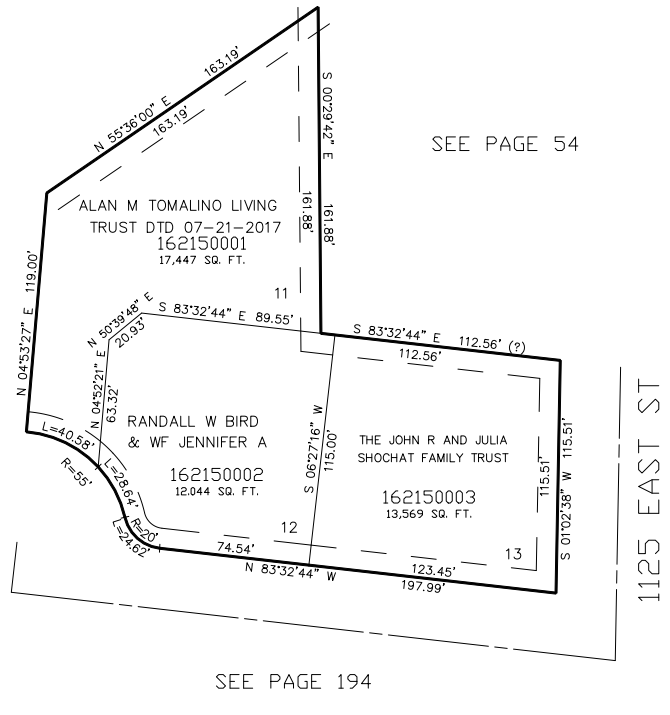 N 55°36'00" E
163.19'
163.19'
S 00°29'42" E
161.88'
161.88'
SEE PAGE 54
ALAN M TOMALINO LIVING
TRUST DTD 07-21-2017
162150001
17,447 SQ. FT.
11
N 04°53'27" E 119.00'
N 50°39'48" E
20.93'
S 83°32'44" E 89.55'
S 83°32'44" E 112.56' (?)
112.56'
N 04°52'21" E
63.32'
RANDALL W BIRD
& WF JENNIFER A
162150002
12.044 SQ. FT.
12
S 06°27'16" W
115.00'
THE JOHN R AND JULIA
SHOCHAT FAMILY TRUST
162150003
13,569 SQ. FT.
13
115.51'
S 01°02'38" W 115.51'
1125 EAST ST
L=40.58'
R=55'
L=28.64'
R=20'
L=24.62'
74.54'
N 83°32'44" W
123.45'
197.99'
SEE PAGE 194